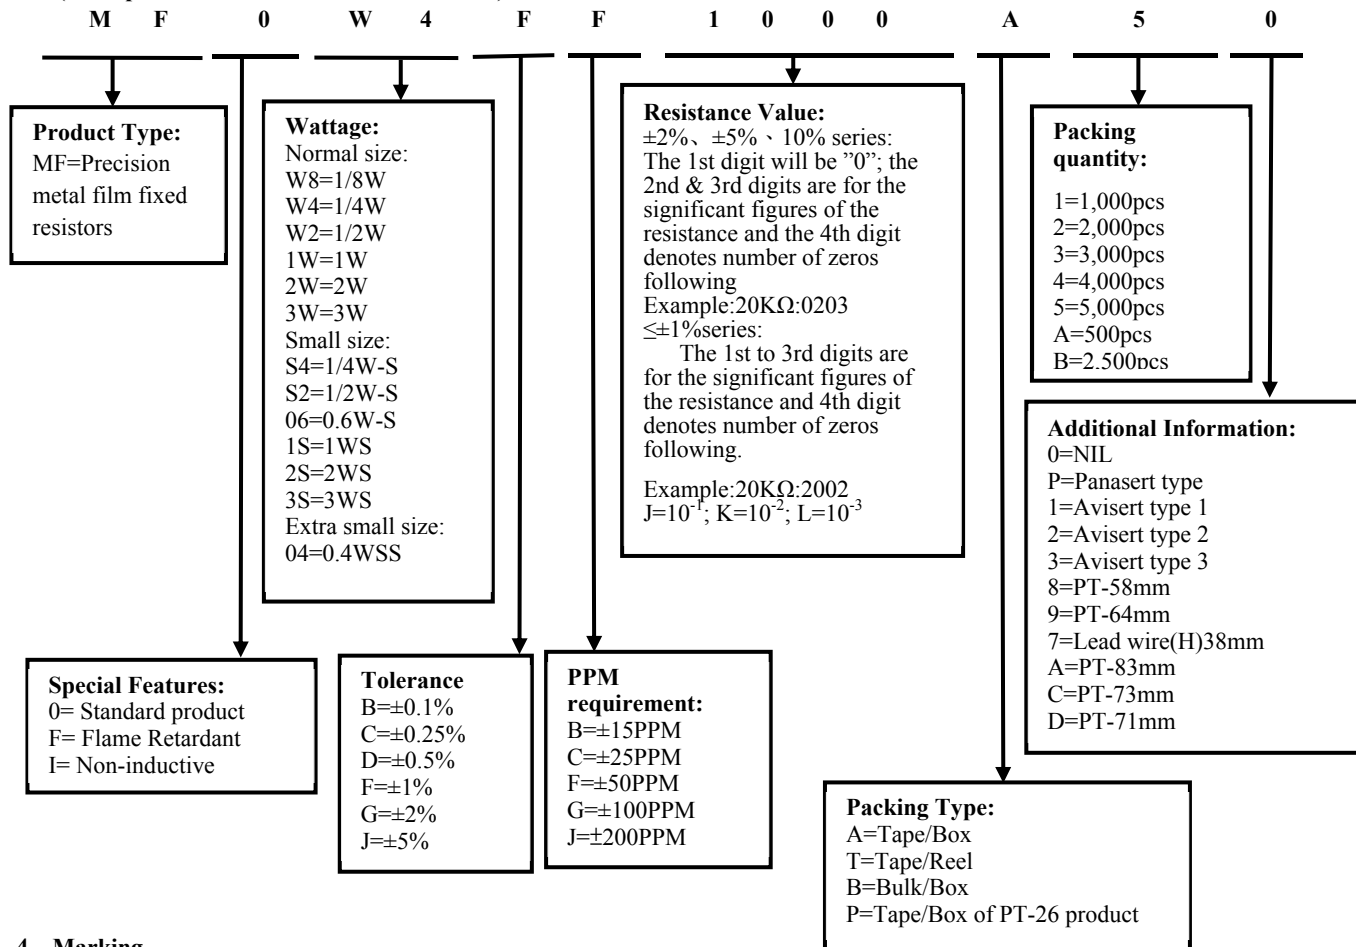 M F 0 W 4 F F 1 0 0 0 A 5 0
Product Type:
MF=Precision
metal film fixed
resistors
Wattage:
Normal size:
W8=1/8W
W4=1/4W
W2=1/2W
1W=1W
2W=2W
3W=3W
Small size:
S4=1/4W-S
S2=1/2W-S
06=0.6W-S
1S=1WS
2S=2WS
3S=3WS
Extra small size:
04=0.4WSS
Resistance Value:
±2%、±5%、10% series:
The 1st digit will be ”0”; the
2nd & 3rd digits are for the
significant figures of the
resistance and the 4th digit
denotes number of zeros
following
Example:20KΩ:0203
≤±1%series:
The 1st to 3rd digits are
for the significant figures of
the resistance and 4th digit
denotes number of zeros
following.
Example:20KΩ:2002
J=10⁻¹; K=10⁻²; L=10⁻³
Packing
quantity:
1=1,000pcs
2=2,000pcs
3=3,000pcs
4=4,000pcs
5=5,000pcs
A=500pcs
B=2.500pcs
Additional Information:
0=NIL
P=Panasert type
1=Avisert type 1
2=Avisert type 2
3=Avisert type 3
8=PT-58mm
9=PT-64mm
7=Lead wire(H)38mm
A=PT-83mm
C=PT-73mm
D=PT-71mm
Special Features:
0= Standard product
F= Flame Retardant
I= Non-inductive
Tolerance
B=±0.1%
C=±0.25%
D=±0.5%
F=±1%
G=±2%
J=±5%
PPM
requirement:
B=±15PPM
C=±25PPM
F=±50PPM
G=±100PPM
J=±200PPM
Packing Type:
A=Tape/Box
T=Tape/Reel
B=Bulk/Box
P=Tape/Box of PT-26 product
4 Marking